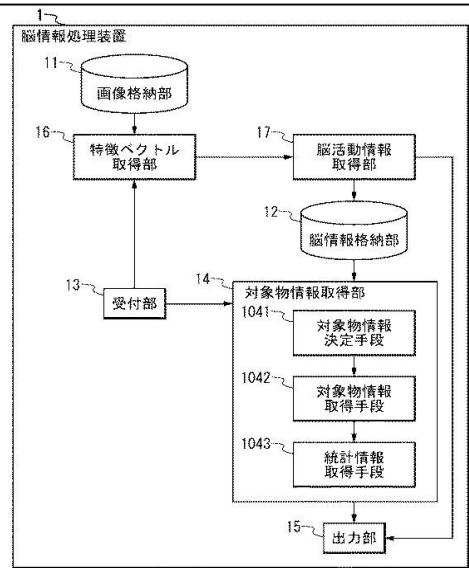 1
脳情報処理装置
11
画像格納部
16
特徴ベクトル
取得部
17
脳活動情報
取得部
12
脳情報格納部
13
受付部
14
対象物情報取得部
1041
対象物情報
決定手段
1042
対象物情報
取得手段
1043
統計情報
取得手段
15
出力部